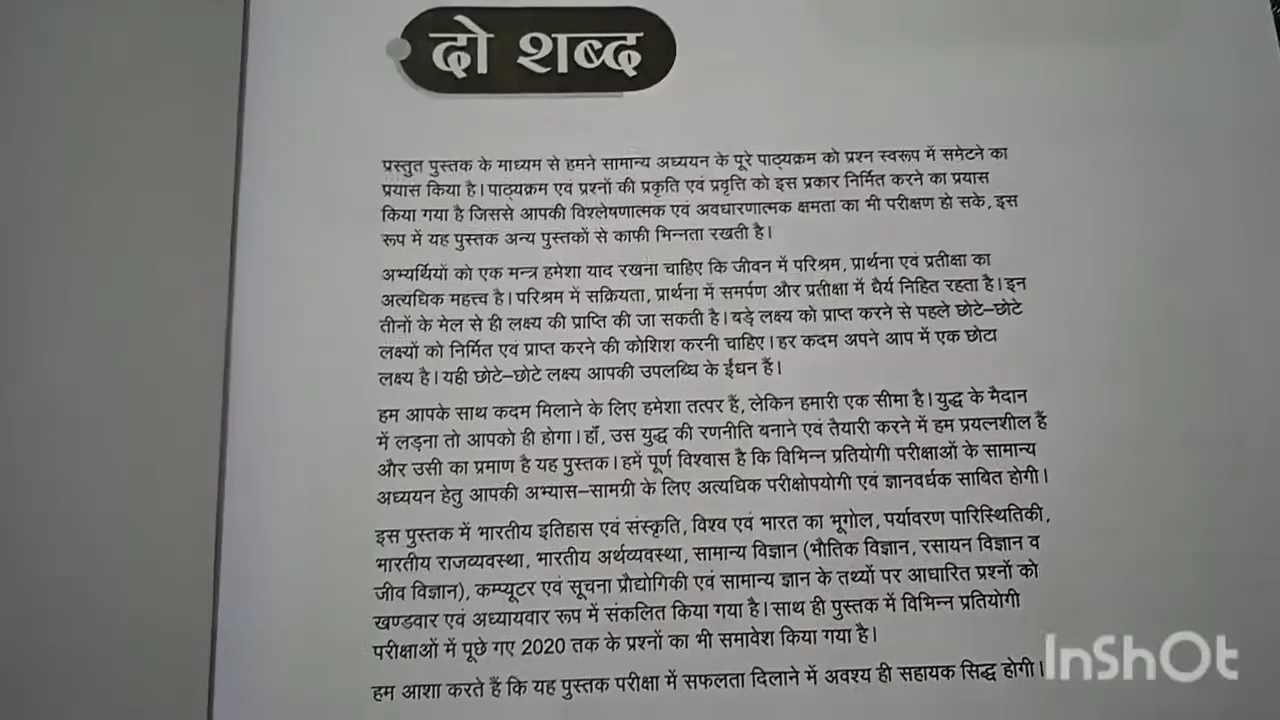 दो शब्द
प्रस्तुत पुस्तक के माध्यम से हमने सामान्य अध्ययन के पूरे पाठ्यक्रम को प्रश्न स्वरूप में समेटने का
प्रयास किया है। पाठ्यक्रम एवं प्रश्नों की प्रकृति एवं प्रवृत्ति को इस प्रकार निर्मित करने का प्रयास
किया गया है जिससे आपकी विश्लेषणात्मक एवं अवधारणात्मक क्षमता का भी परीक्षण हो सके, इस
रूप में यह पुस्तक अन्य पुस्तकों से काफी भिन्नता रखती है।
अभ्यर्थियों को एक मन्त्र हमेशा याद रखना चाहिए कि जीवन में परिश्रम, प्रार्थना एवं प्रतीक्षा का
अत्यधिक महत्त्व है। परिश्रम में सक्रियता, प्रार्थना में समर्पण और प्रतीक्षा में धैर्य निहित रहता है। इन
तीनों के मेल से ही लक्ष्य की प्राप्ति की जा सकती है। बड़े लक्ष्य को प्राप्त करने से पहले छोटे-छोटे
लक्ष्यों को निर्मित एवं प्राप्त करने की कोशिश करनी चाहिए। हर कदम अपने आप में एक छोटा
लक्ष्य है। यही छोटे-छोटे लक्ष्य आपकी उपलब्धि के ईंधन हैं।
हम आपके साथ कदम मिलाने के लिए हमेशा तत्पर हैं, लेकिन हमारी एक सीमा है। युद्ध के मैदान
में लड़ना तो आपको ही होगा। हाँ, उस युद्ध की रणनीति बनाने एवं तैयारी करने में हम प्रयत्नशील हैं
और उसी का प्रमाण है यह पुस्तक। हमें पूर्ण विश्वास है कि विभिन्न प्रतियोगी परीक्षाओं के सामान्य
अध्ययन हेतु आपकी अभ्यास-सामग्री के लिए अत्यधिक परीक्षोपयोगी एवं ज्ञानवर्धक साबित होगी।
इस पुस्तक में भारतीय इतिहास एवं संस्कृति, विश्व एवं भारत का भूगोल, पर्यावरण पारिस्थितिकी,
भारतीय राजव्यवस्था, भारतीय अर्थव्यवस्था, सामान्य विज्ञान (भौतिक विज्ञान, रसायन विज्ञान व
जीव विज्ञान), कम्प्यूटर एवं सूचना प्रौद्योगिकी एवं सामान्य ज्ञान के तथ्यों पर आधारित प्रश्नों को
खण्डवार एवं अध्यायवार रूप में संकलित किया गया है। साथ ही पुस्तक में विभिन्न प्रतियोगी
परीक्षाओं में पूछे गए 2020 तक के प्रश्नों का भी समावेश किया गया है।
हम आशा करते हैं कि यह पुस्तक परीक्षा में सफलता दिलाने में अवश्य ही सहायक सिद्ध होगी।
InShOt